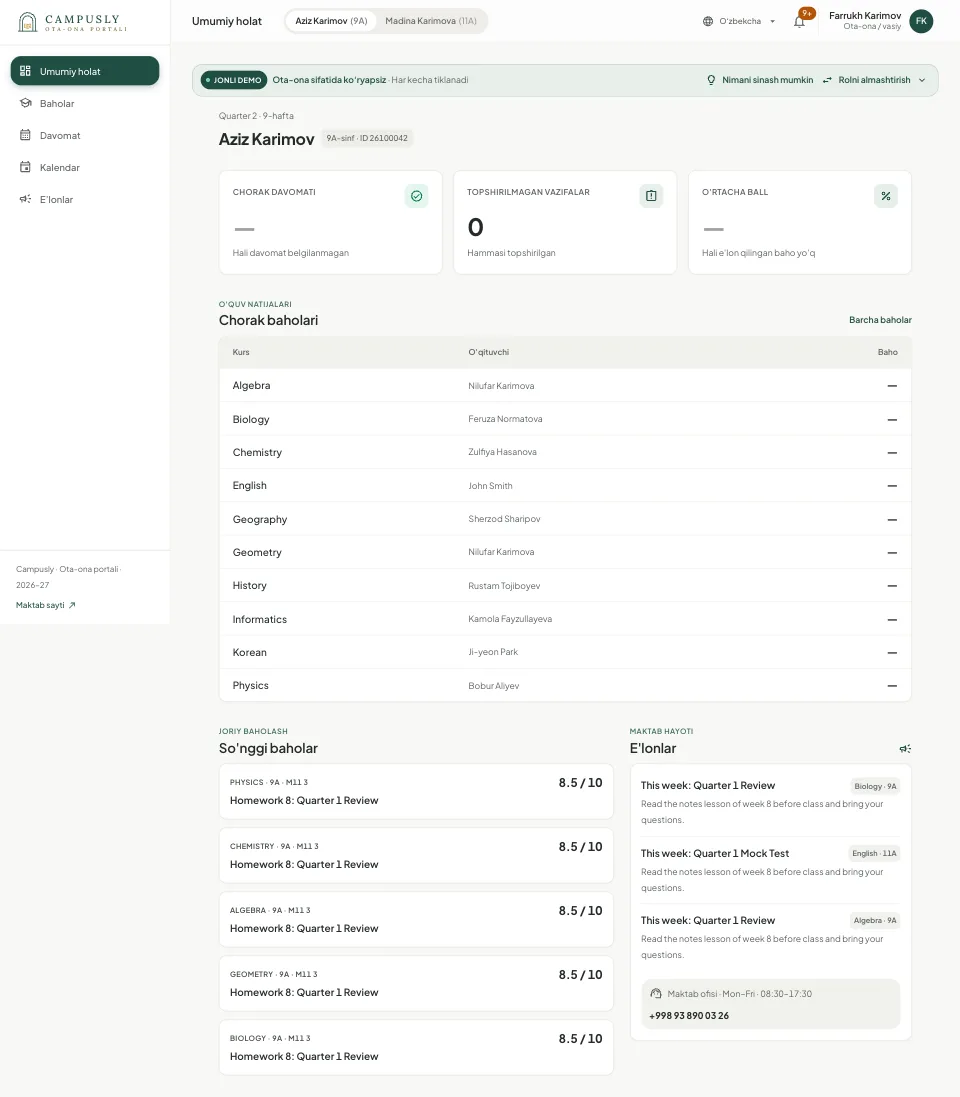 CAMPUSLY
OTA-ONA PORTALI
Umumiy holat
Baholar
Davomat
Kalendar
E'lonlar
Campusly · Ota-ona portali ·
2026–27
Maktab sayti
Umumiy holat
Aziz Karimov (9A)
Madina Karimova (11A)
O'zbekcha
9+
Farrukh Karimov
Ota-ona / vasiy
FK
JONLI DEMO
Ota-ona sifatida ko'ryapsiz · Har kecha tiklanadi
Nimani sinash mumkin
Rolni almashtirish
Quarter 2 · 9-hafta
Aziz Karimov
9A-sinf · ID 26100042
CHORAK DAVOMATI
—
Hali davomat belgilanmagan
TOPSHIRILMAGAN VAZIFALAR
0
Hammasi topshirilgan
O'RTACHA BALL
—
Hali e'lon qilingan baho yo'q
O'QUV NATIJALARI
Chorak baholari
Barcha baholar
Kurs O'qituvchi Baho
Algebra Nilufar Karimova —
Biology Feruza Normatova —
Chemistry Zulfiya Hasanova —
English John Smith —
Geography Sherzod Sharipov —
Geometry Nilufar Karimova —
History Rustam Tojiboyev —
Informatics Kamola Fayzullayeva —
Korean Ji-yeon Park —
Physics Bobur Aliyev —
JORIY BAHOLASH
So'nggi baholar
PHYSICS · 9A · M11 3
8.5 / 10
Homework 8: Quarter 1 Review
CHEMISTRY · 9A · M11 3
8.5 / 10
Homework 8: Quarter 1 Review
ALGEBRA · 9A · M11 3
8.5 / 10
Homework 8: Quarter 1 Review
GEOMETRY · 9A · M11 3
8.5 / 10
Homework 8: Quarter 1 Review
BIOLOGY · 9A · M11 3
8.5 / 10
Homework 8: Quarter 1 Review
MAKTAB HAYOTI
E'lonlar
This week: Quarter 1 Review
Biology · 9A
Read the notes lesson of week 8 before class and bring your
questions.
This week: Quarter 1 Mock Test
English · 11A
Read the notes lesson of week 8 before class and bring your
questions.
This week: Quarter 1 Review
Algebra · 9A
Read the notes lesson of week 8 before class and bring your
questions.
Maktab ofisi · Mon–Fri · 08:30–17:30
+998 93 890 03 26